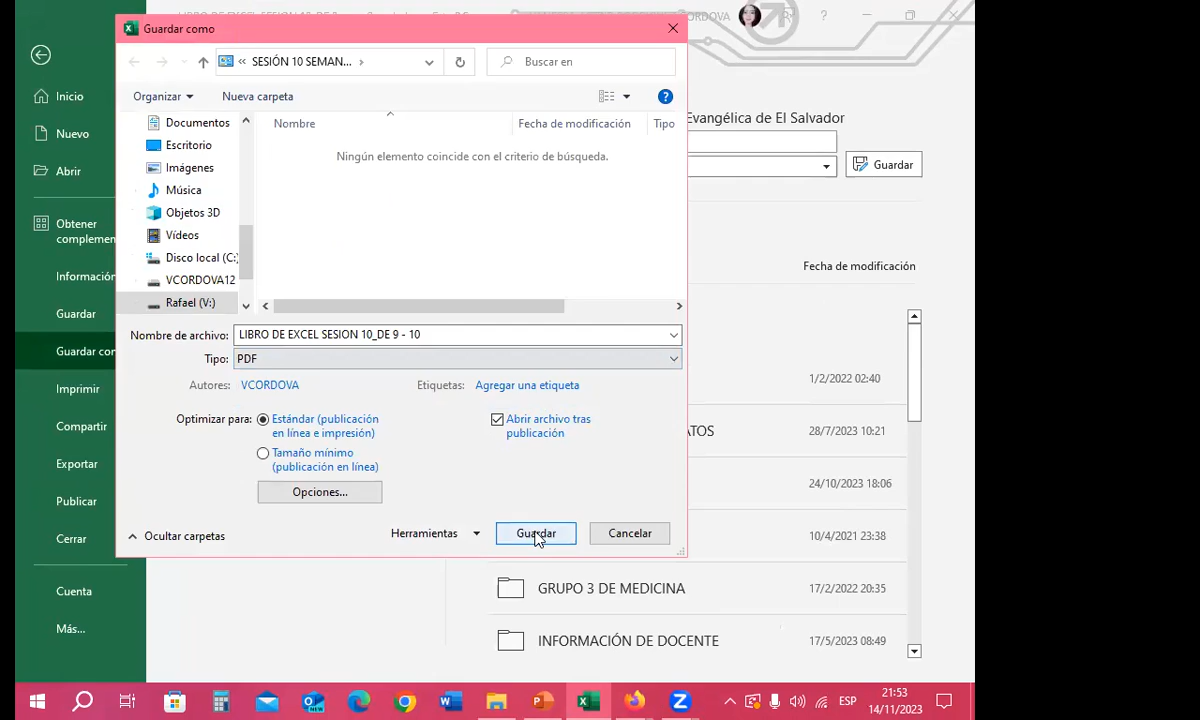 Guardar como
SESIÓN 10 SEMAN...
Buscar en
Organizar
Nueva carpeta
?
Documentos
Escritorio
Imágenes
Música
Objetos 3D
Vídeos
Disco local (C:)
VCORDOVA12
Rafael (V:)
Nombre
Fecha de modificación
Tipo
Ningún elemento coincide con el criterio de búsqueda.
Nombre de archivo:
LIBRO DE EXCEL SESION 10_DE 9 - 10
Tipo:
PDF
Autores:
VCORDOVA
Etiquetas:
Agregar una etiqueta
Optimizar para:
Estándar (publicación
en línea e impresión)
Tamaño mínimo
(publicación en línea)
Abrir archivo tras
publicación
Opciones...
Ocultar carpetas
Herramientas
Guardar
Cancelar
Inicio
Nuevo
Abrir
Obtener
complemen
Información
Guardar
Guardar con
Imprimir
Compartir
Exportar
Publicar
Cerrar
Cuenta
Más...
ORDOVA
?
Evangélica de El Salvador
Guardar
Fecha de modificación
1/2/2022 02:40
ATOS
28/7/2023 10:21
24/10/2023 18:06
10/4/2021 23:38
GRUPO 3 DE MEDICINA
17/2/2022 20:35
INFORMACIÓN DE DOCENTE
17/5/2023 08:49
ESP
21:53
14/11/2023